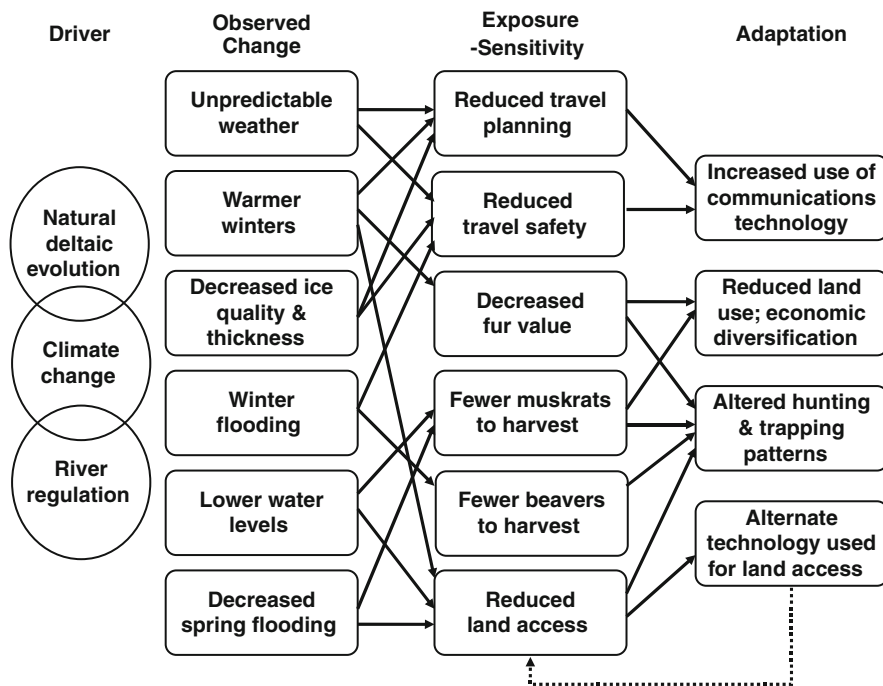 Driver
Observed
Change
Exposure
-Sensitivity
Adaptation
Natural
deltaic
evolution
Climate
change
River
regulation
Unpredictable
weather
Warmer
winters
Decreased ice
quality &
thickness
Winter
flooding
Lower water
levels
Decreased
spring flooding
Reduced travel
planning
Reduced
travel safety
Decreased
fur value
Fewer muskrats
to harvest
Fewer beavers
to harvest
Reduced
land access
Increased use of
communications
technology
Reduced land
use; economic
diversification
Altered hunting
& trapping
patterns
Alternate
technology used
for land access